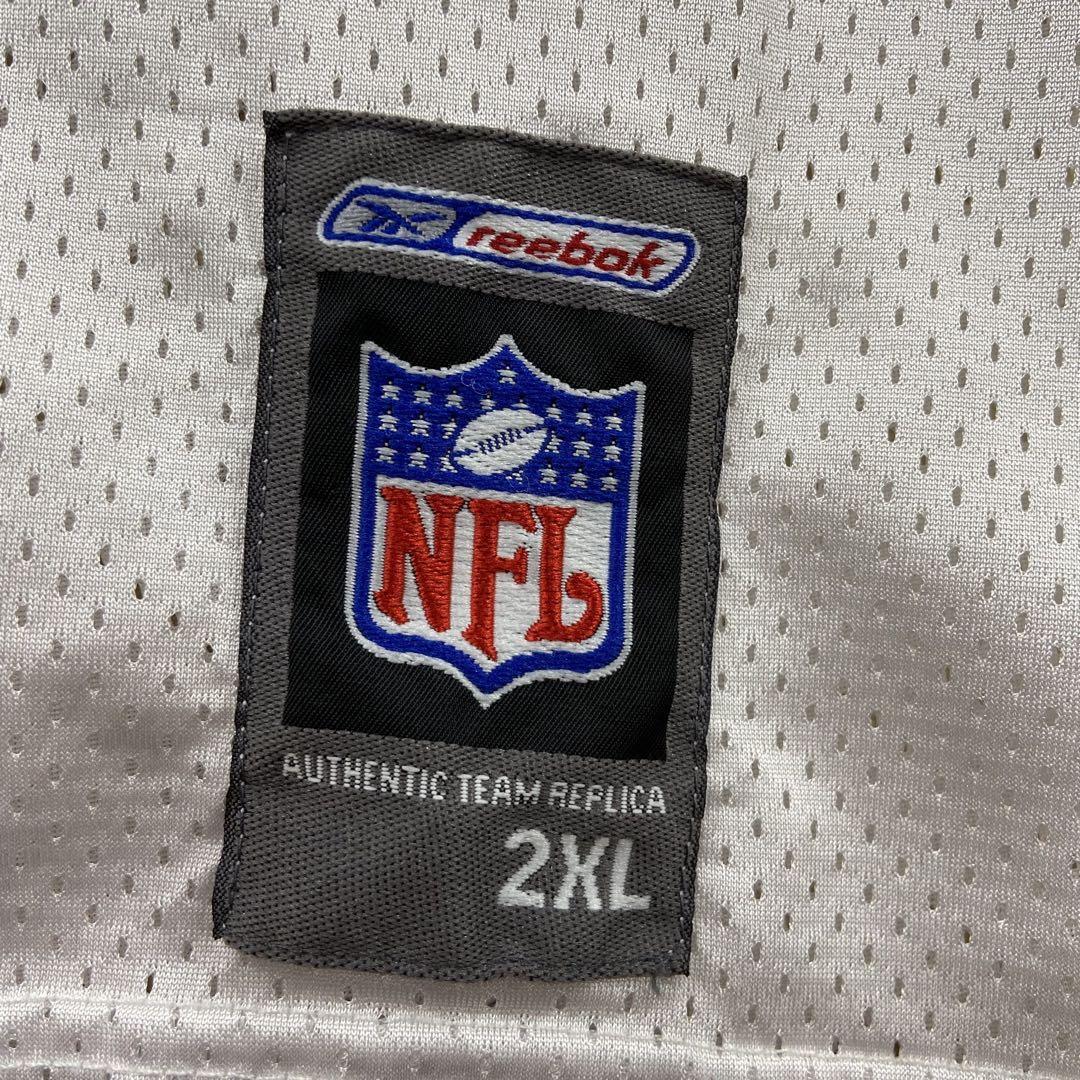 reebok
NFL
AUTHENTIC TEAM REPLICA
2XL